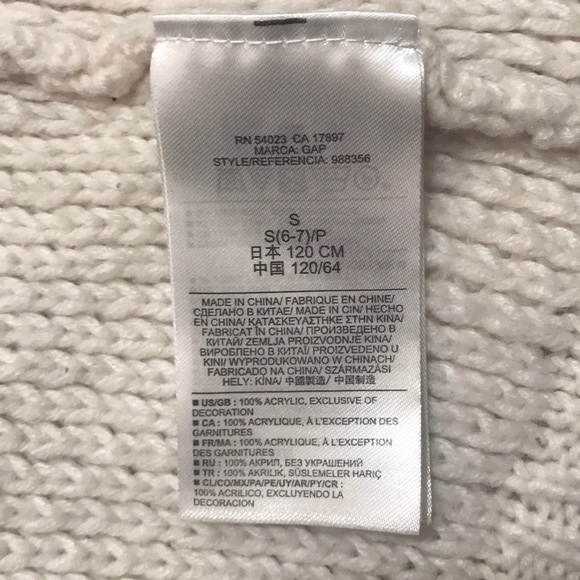 RN 54023 CA 17897
MARCA: GAP
STYLE/REFERENCIA: 988356
S
S(6-7)/P
日本 120 CM
中国 120/64
MADE IN CHINA/ FABRIQUE EN CHINE/
СДЕЛАНО В КИТАЕ/ MADE IN CIN/ HECHO
EN CHINA/ ΚΑΤΑΣΚΕΥΑΣΤΗΚΕ ΣΤΗΝ ΚΙΝΑ/
FABRICAT ÎN CHINA/ ПРОИЗВЕДЕНО В
КИТАЙ/ ZEMLJA PROIZVODNJE KINA/
ВИРОБЛЕНО В КИТАЇ/ PROIZVEDENO U
KINI/ WYPRODUKOWANO W CHINACH/
FABRICADO NA CHINA/ SZÁRMAZÁSI
HELY: KÍNA/ 中國製造/ 中国制造
■ US/GB : 100% ACRYLIC, EXCLUSIVE OF
DECORATION
■ CA : 100% ACRYLIQUE, À L'EXCEPTION DES
GARNITURES
■ FR/MA : 100% ACRYLIQUE, À L'EXCEPTION
DES GARNITURES
■ RU : 100% АКРИЛ, БЕЗ УКРАШЕНИЙ
■ TR : 100% AKRİLİK, SÜSLEMELER HARİÇ
■ CL/CO/MX/PA/PE/UY/AR/PY/CR :
100% ACRILICO, EXCLUYENDO LA
DECORACION